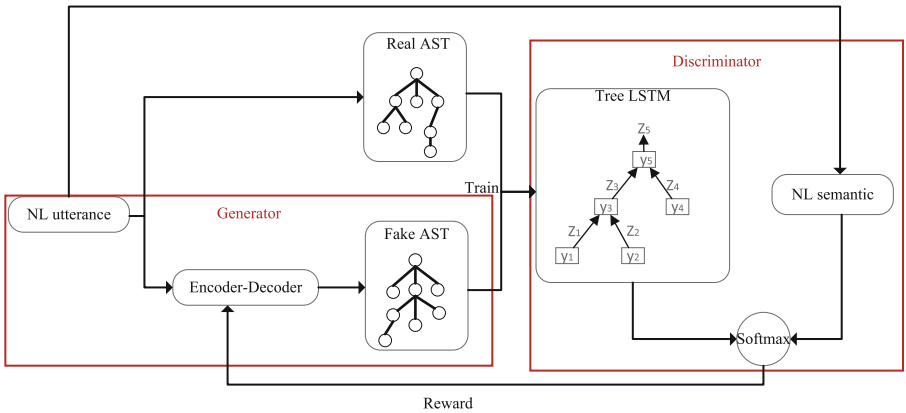 Real AST
Discriminator
Tree LSTM
Z5
y5
Z3
Z4
Train
NL semantic
NL utterance
Generator
y3
y4
Z1
Z2
Fake AST
y1
y2
Encoder-Decoder
Softmax
Reward